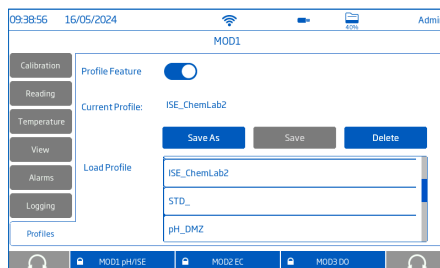 09:38:56 16/05/2024 40% Admi
MOD1
Calibration
Profile Feature
Reading
Current Profile: ISE_ChemLab2
Temperature
Save As Save Delete
View
Load Profile
ISE_ChemLab2
Alarms
STD_
Logging
pH_DMZ
Profiles
MOD1 pH/ISE MOD2 EC MOD3 DO